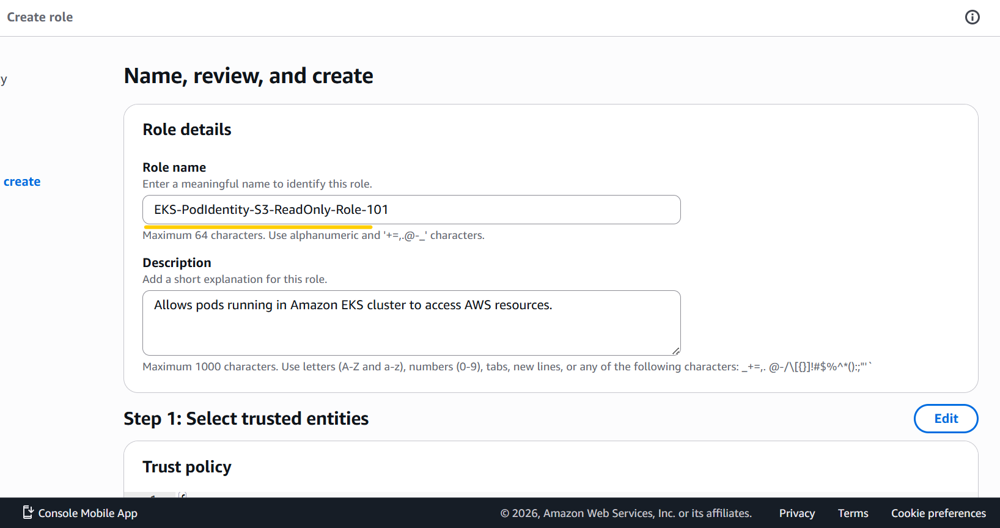 Create role
y
create
Name, review, and create
Role details
Role name
Enter a meaningful name to identify this role.
EKS-PodIdentity-S3-ReadOnly-Role-101
Maximum 64 characters. Use alphanumeric and '+=,.@-_' characters.
Description
Add a short explanation for this role.
Allows pods running in Amazon EKS cluster to access AWS resources.
Maximum 1000 characters. Use letters (A-Z and a-z), numbers (0-9), tabs, new lines, or any of the following characters: _+=,. @-/\[{}]!#$%^*();:"'`
Step 1: Select trusted entities
Edit
Trust policy
Console Mobile App
© 2026, Amazon Web Services, Inc. or its affiliates.
Privacy
Terms
Cookie preferences